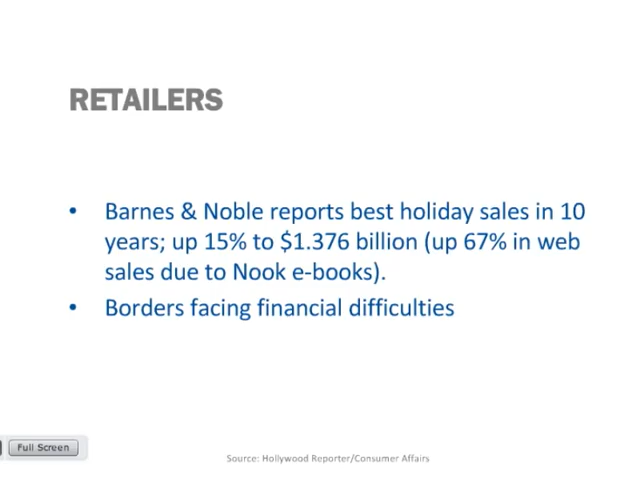 RETAILERS
• Barnes & Noble reports best holiday sales in 10
years; up 15% to $1.376 billion (up 67% in web
sales due to Nook e-books).
• Borders facing financial difficulties
Full Screen
Source: Hollywood Reporter/Consumer Affairs